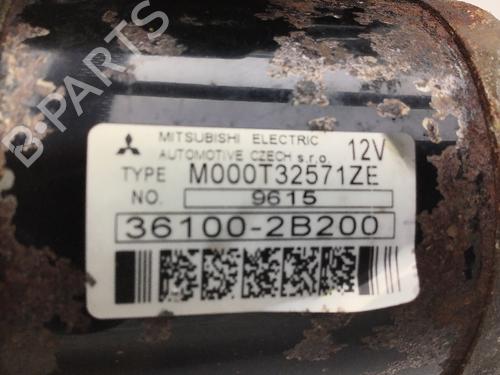 B-PARTS
MITSUBISHI ELECTRIC
AUTOMOTIVE CZECH s.r.o. 12V
TYPE M000T32571ZE
NO. 9615
36100-2B200